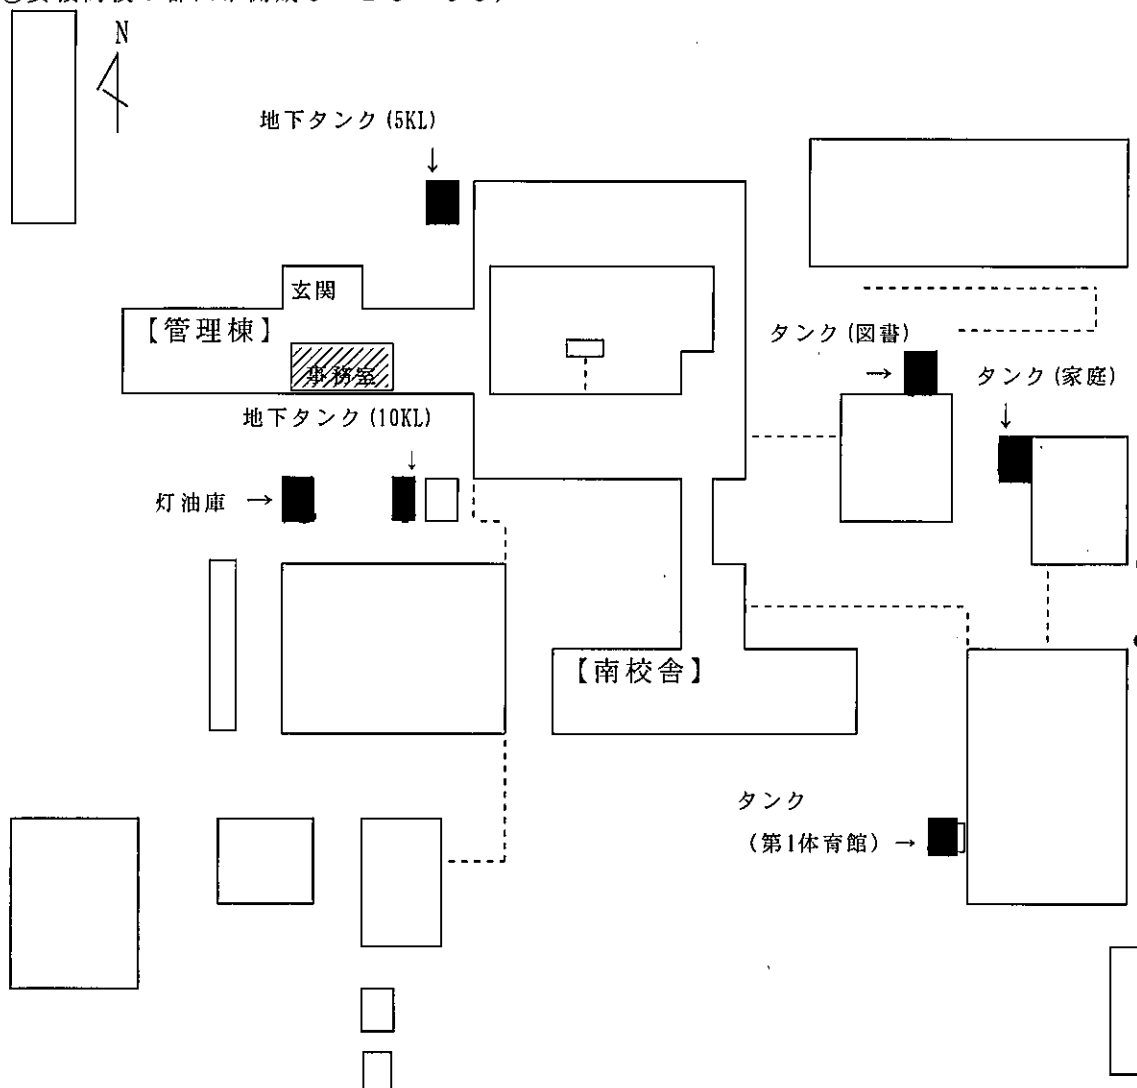 N
地下タンク(5KL)
↓
玄関
【管理棟】
事務室
タンク(図書)
→
タンク(家庭)
↓
地下タンク(10KL)
↓
灯油庫 →
【南校舎】
タンク
(第1体育館) →